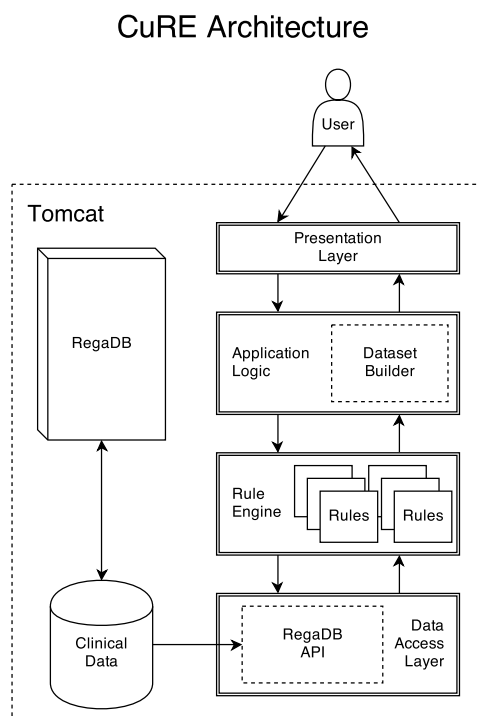 CuRE Architecture
User
Tomcat
Presentation
Layer
RegaDB
Application
Logic
Dataset
Builder
Rule
Engine
Rules
Rules
Clinical
Data
RegaDB
API
Data
Access
Layer